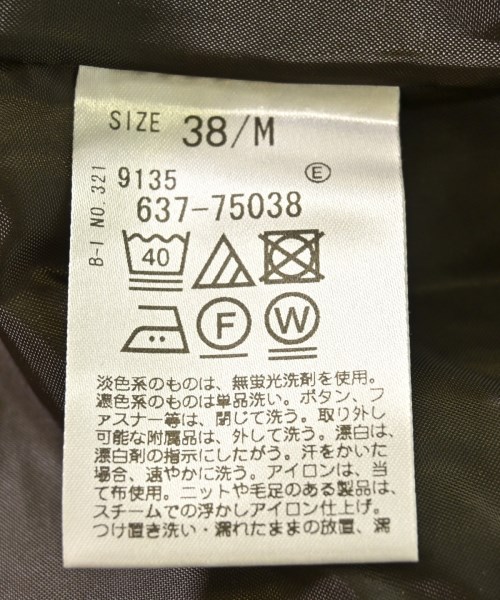 SIZE 38/M
B-I NO.321
9135 Ⓔ
637-75038
40
F
W
淡色系のものは、無蛍光洗剤を使用。
濃色系のものは単品洗い。ボタン、フ
ァスナー等は、閉じて洗う。取り外し
可能な附属品は、外して洗う。漂白は、
漂白剤の指示にしたがう。汗をかいた
場合、速やかに洗う。アイロンは、当
て布使用。ニットや毛足のある製品は、
スチームでの浮かしアイロン仕上げ。
つけ置き洗い・濡れたままの放置、濡